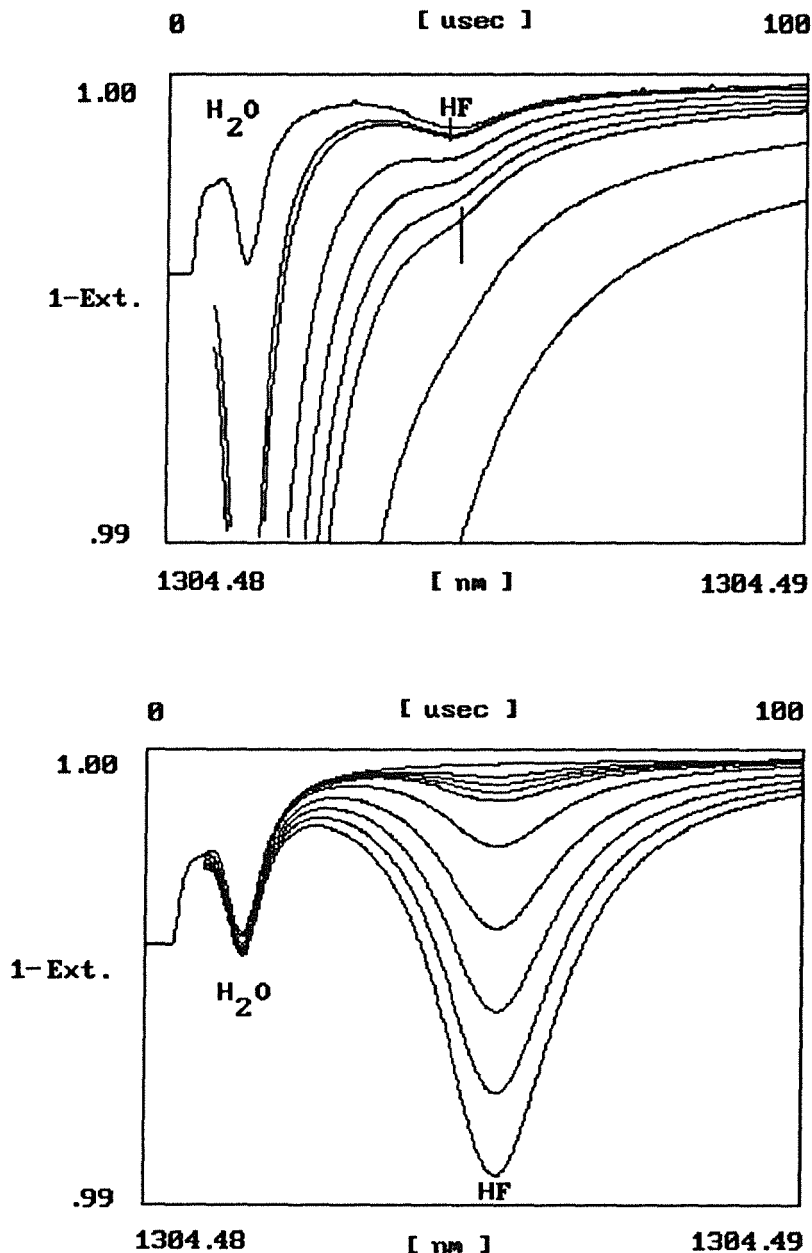 0 [ usec ] 100
1.00
H2O
HF
1-Ext.
.99
1304.48 [ nm ] 1304.49
0 [ usec ] 100
1.00
1-Ext.
H2O
HF
.99
1304.48 [ nm ] 1304.49